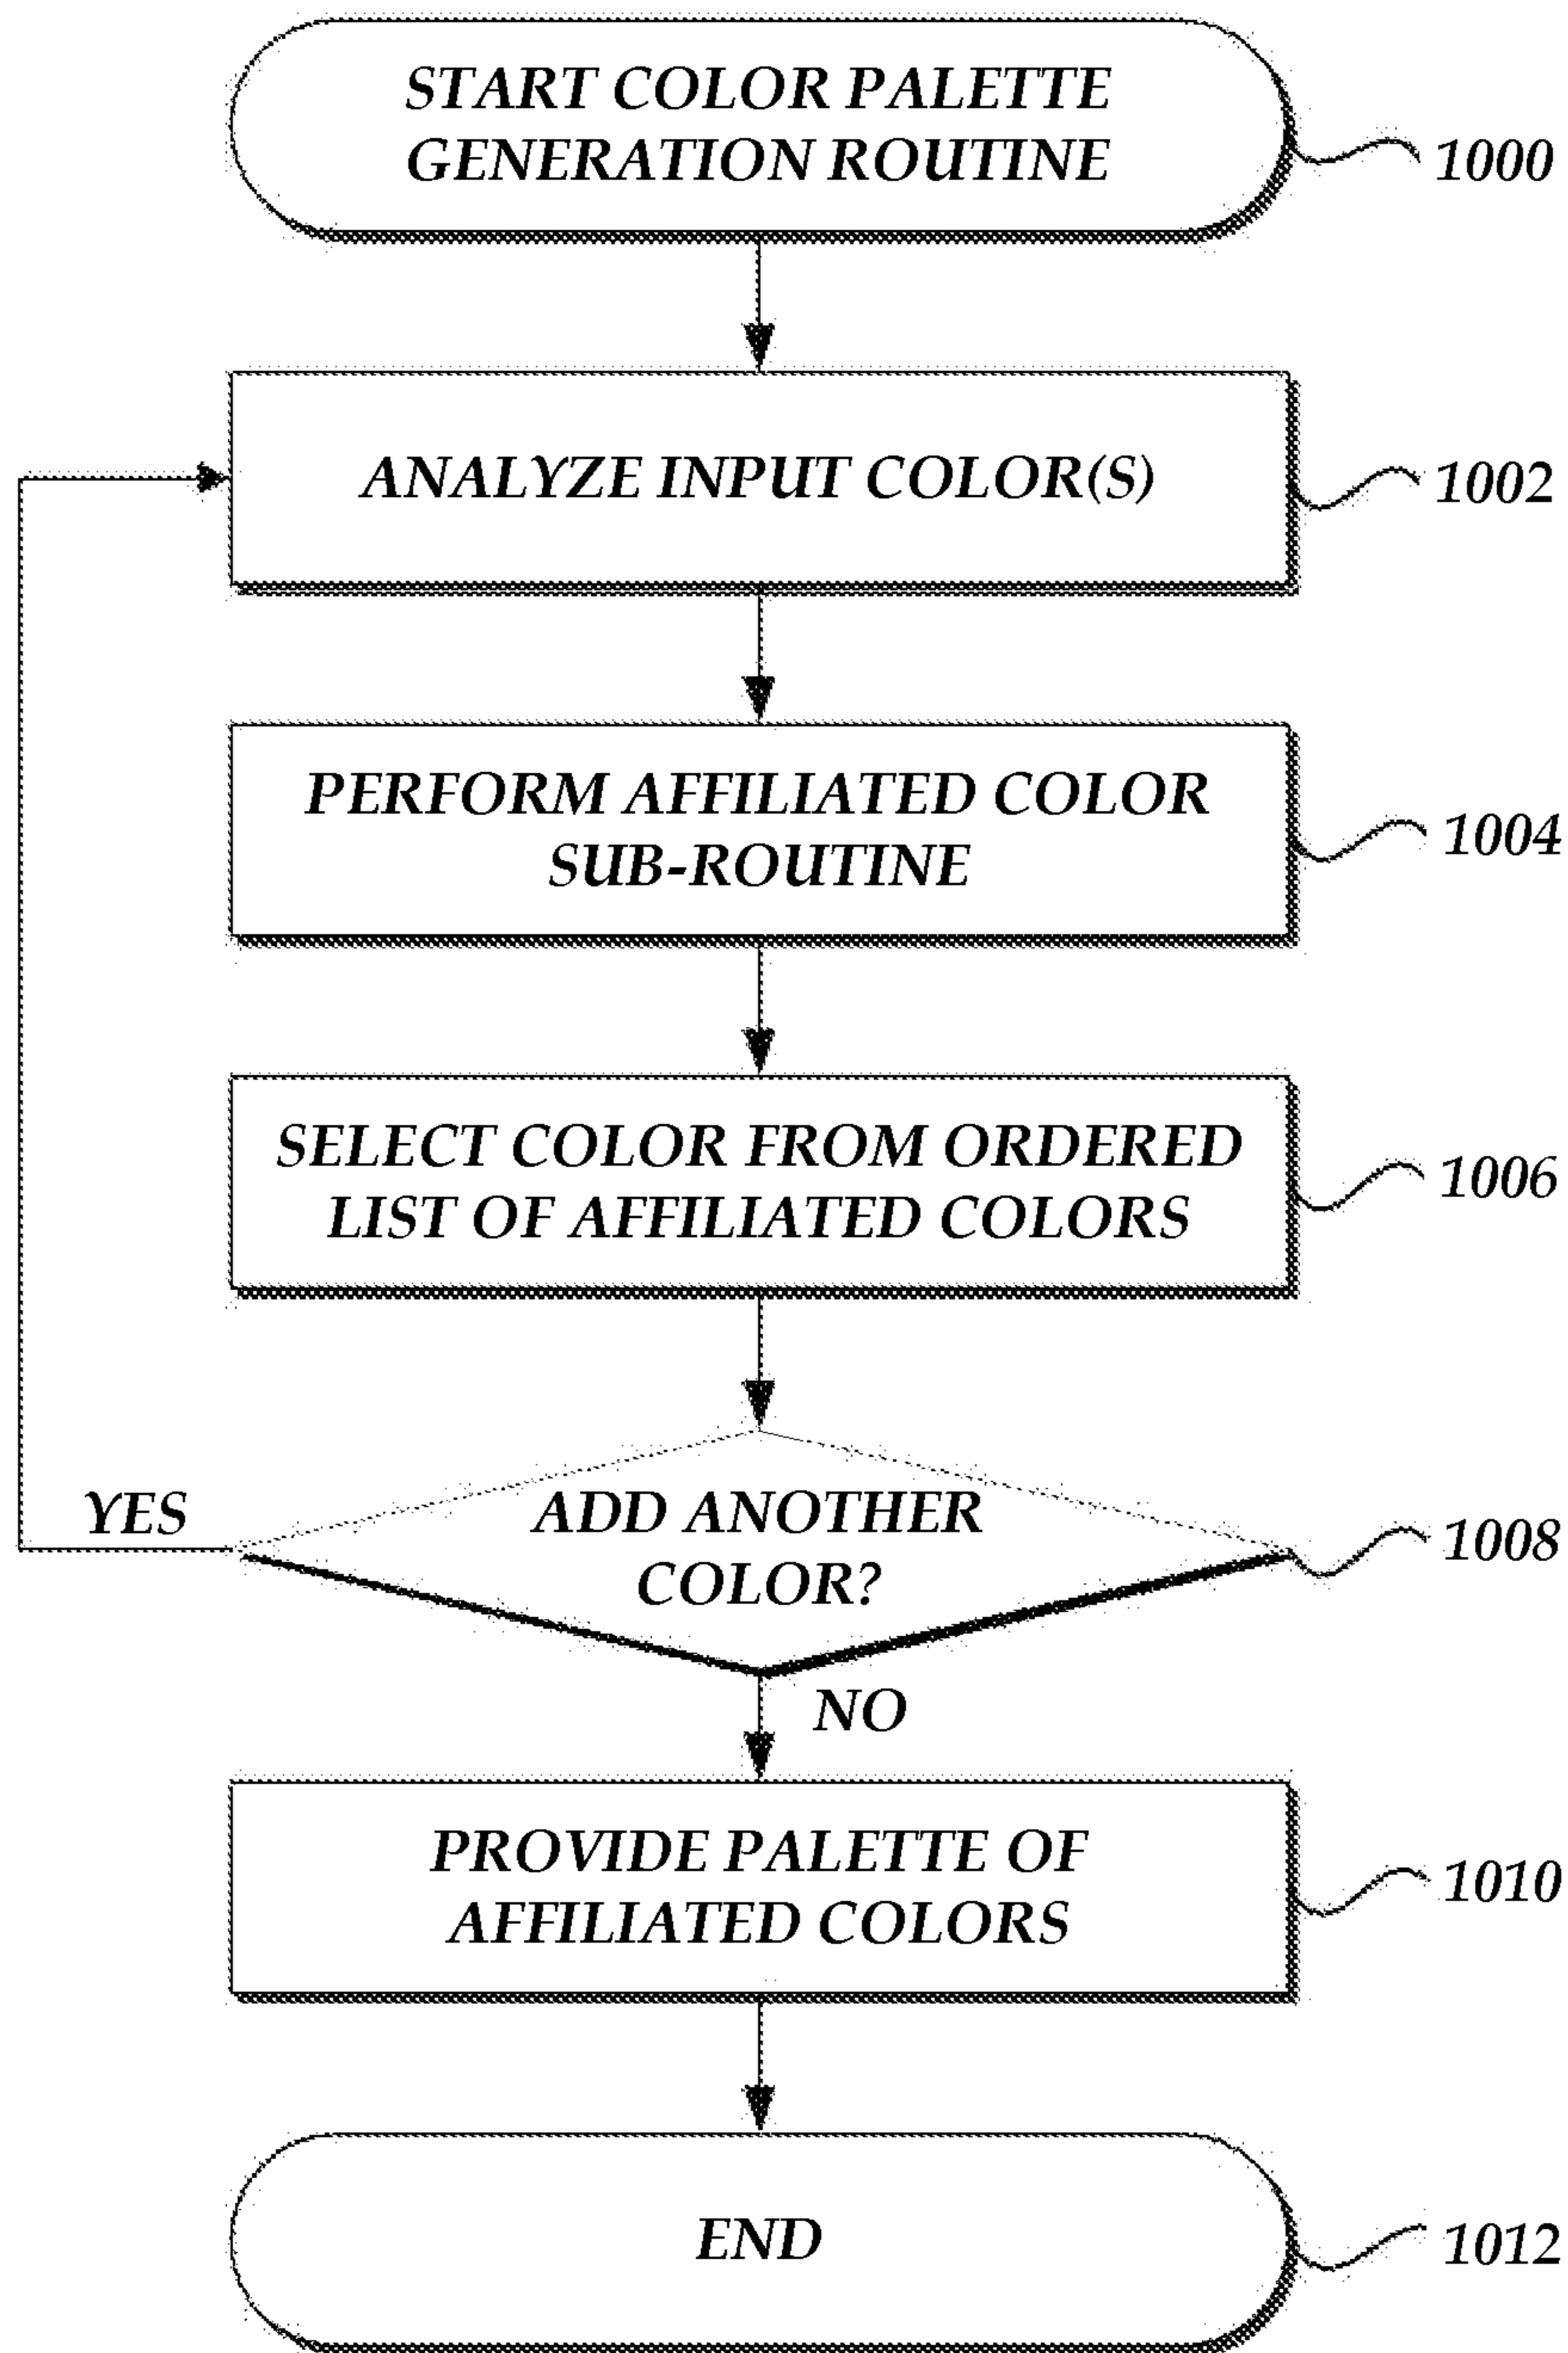 START COLOR PALETTE
GENERATION ROUTINE
1000
ANALYZE INPUT COLOR(S)
1002
PERFORM AFFILIATED COLOR
SUB-ROUTINE
1004
SELECT COLOR FROM ORDERED
LIST OF AFFILIATED COLORS
1006
YES
ADD ANOTHER
COLOR?
1008
NO
PROVIDE PALETTE OF
AFFILIATED COLORS
1010
END
1012